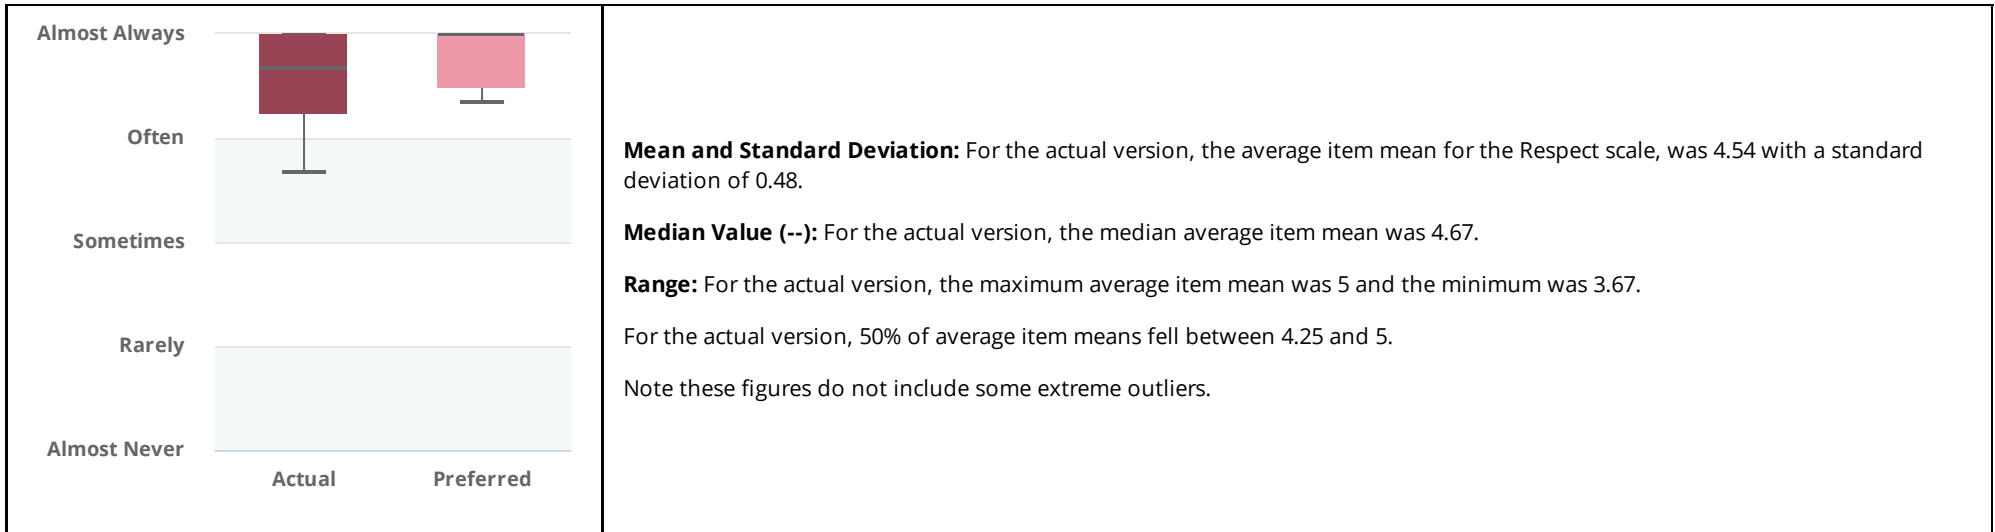 Almost Always
Often
Sometimes
Rarely
Almost Never
Actual
Preferred
Mean and Standard Deviation: For the actual version, the average item mean for the Respect scale, was 4.54 with a standard
deviation of 0.48.
Median Value (--): For the actual version, the median average item mean was 4.67.
Range: For the actual version, the maximum average item mean was 5 and the minimum was 3.67.
For the actual version, 50% of average item means fell between 4.25 and 5.
Note these figures do not include some extreme outliers.